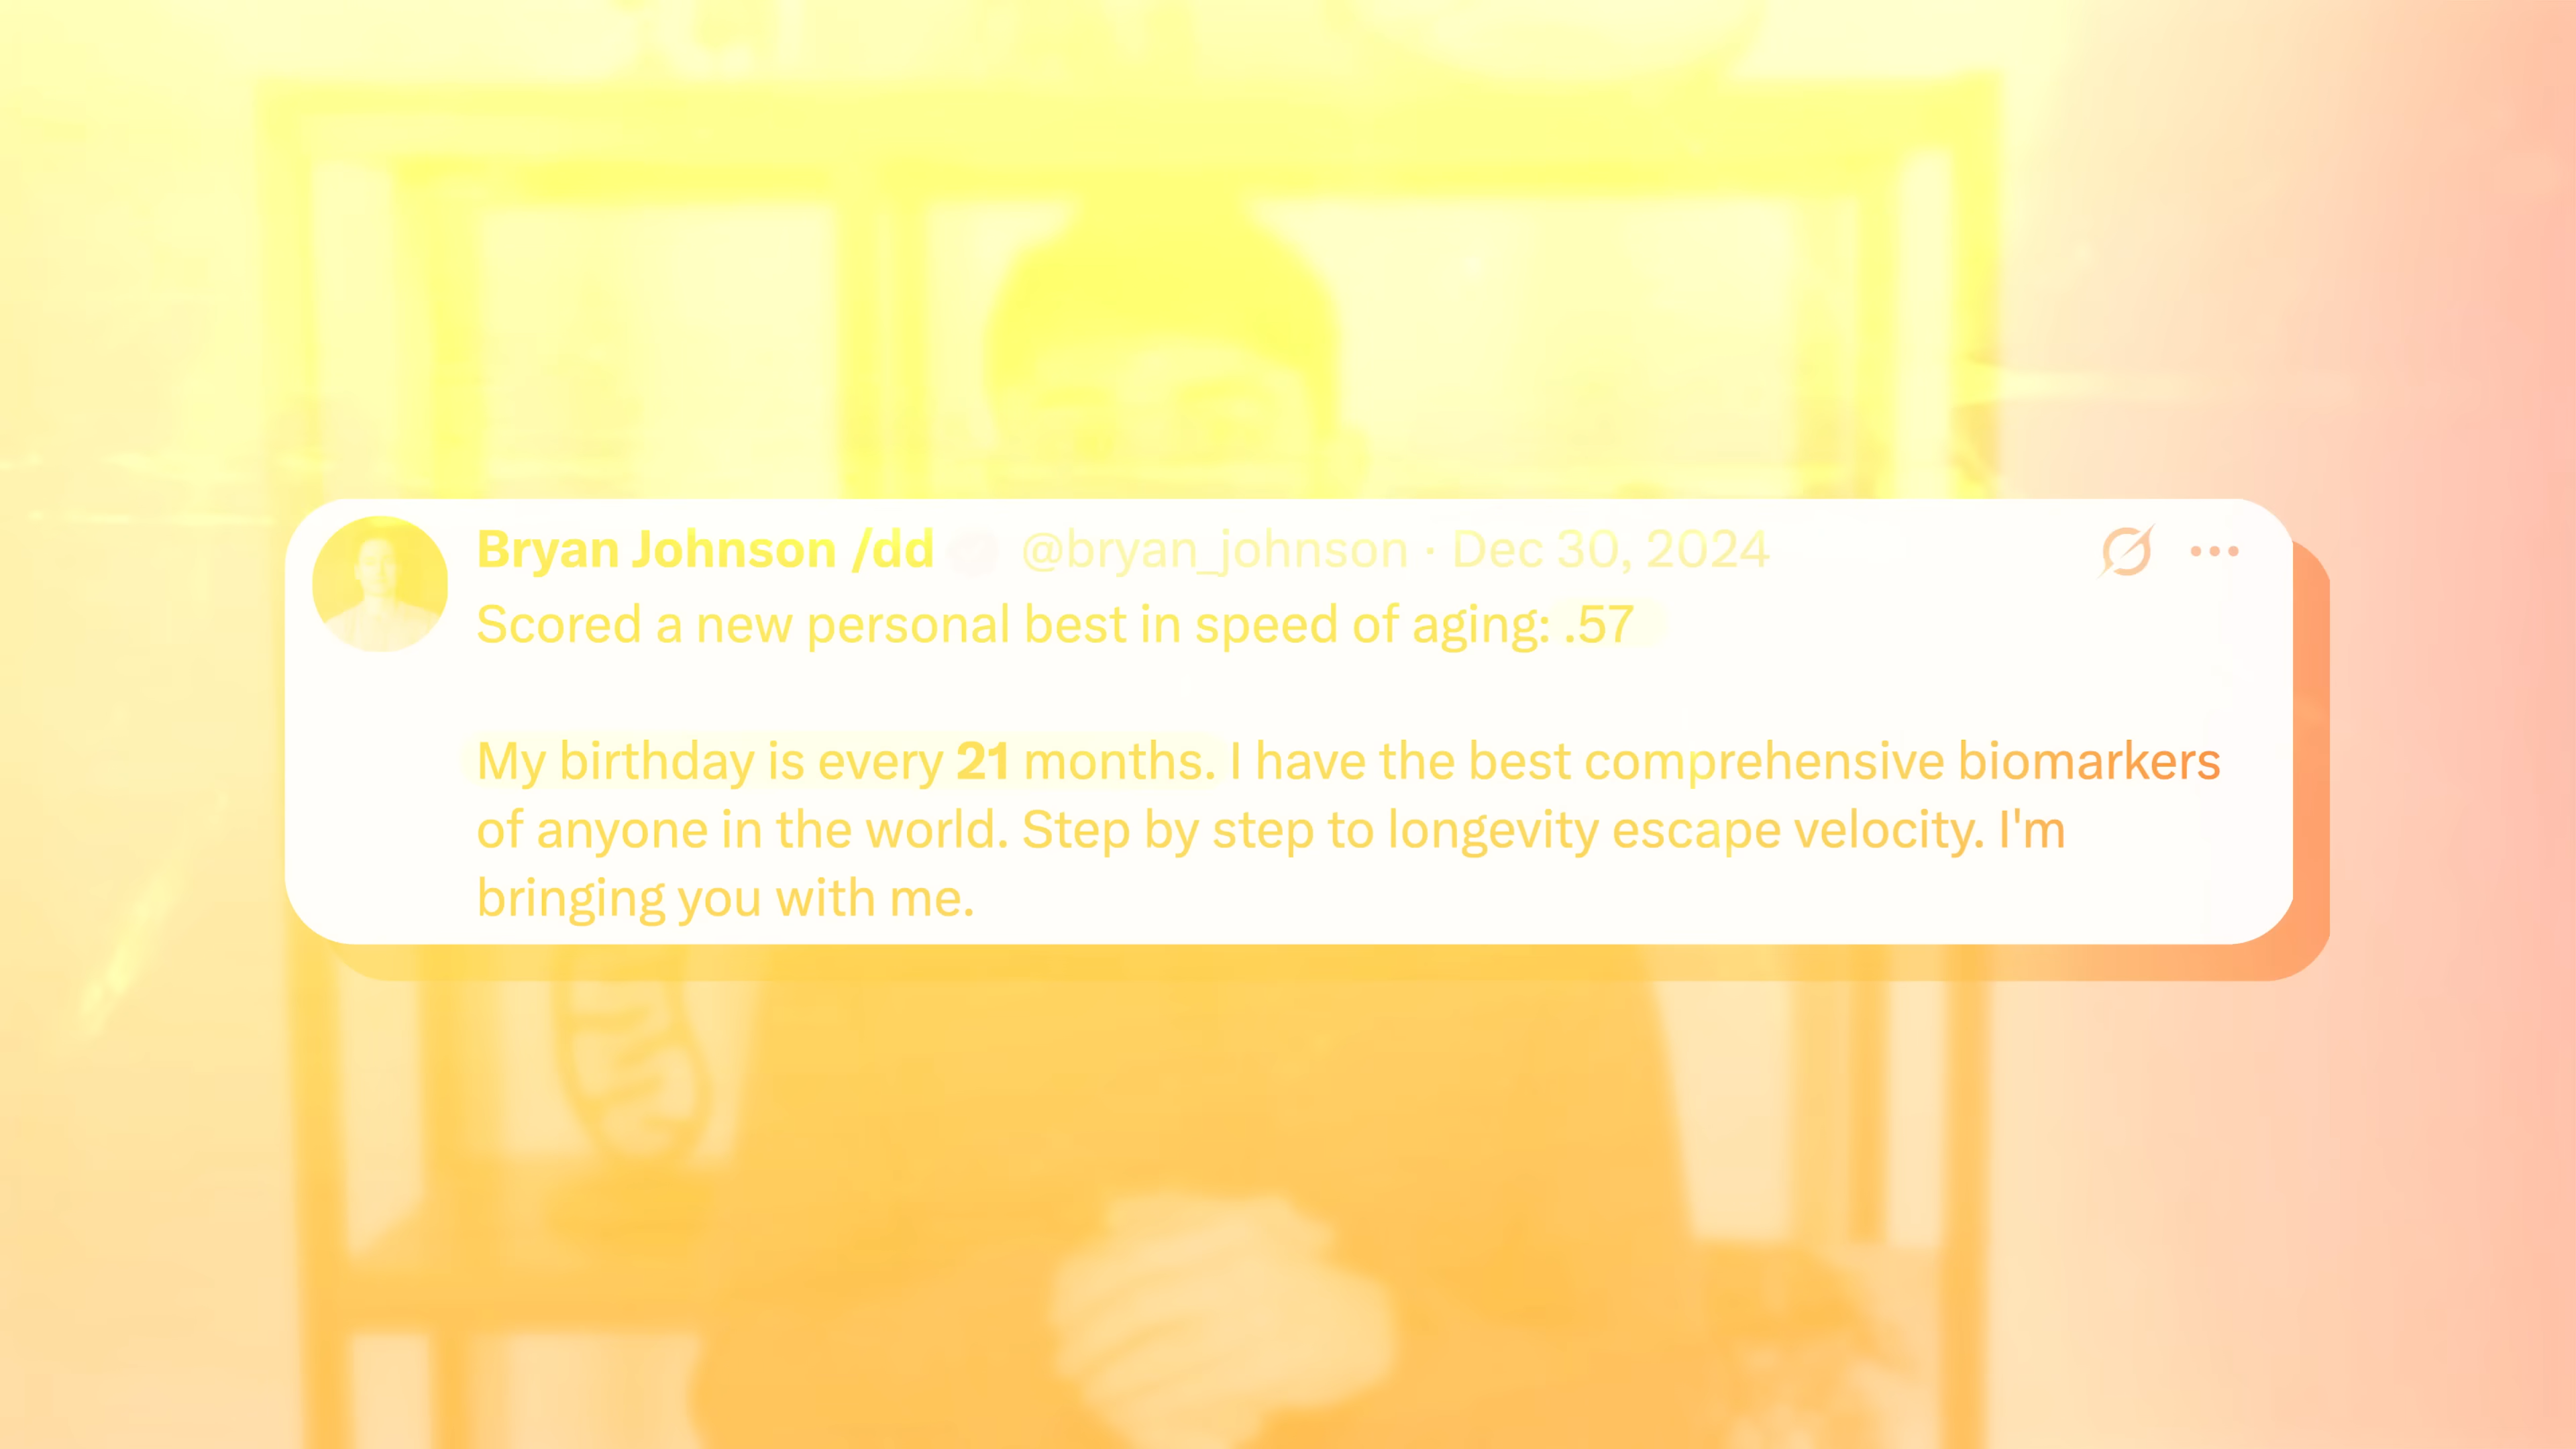 Bryan Johnson /dd @bryan_johnson · Dec 30, 2024
Scored a new personal best in speed of aging: .57
My birthday is every 21 months. I have the best comprehensive biomarkers
of anyone in the world. Step by step to longevity escape velocity. I'm
bringing you with me.